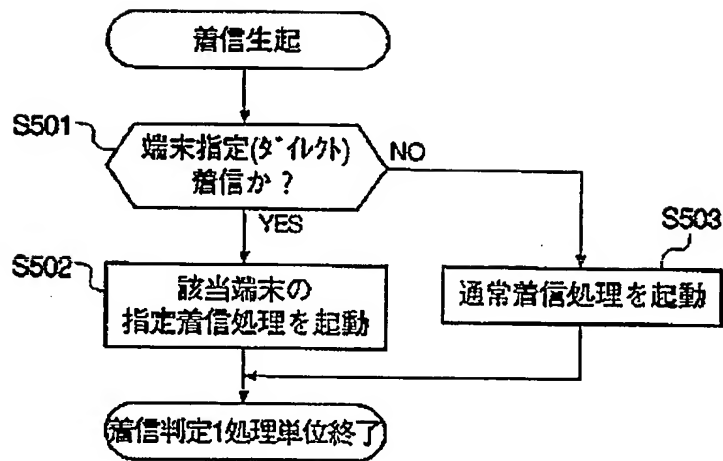 着信生起
S501
端末指定(ﾀﾞｲﾚｸﾄ)
着信か?
NO
YES
S502
該当端末の
指定着信処理を起動
S503
通常着信処理を起動
着信判定1処理単位終了